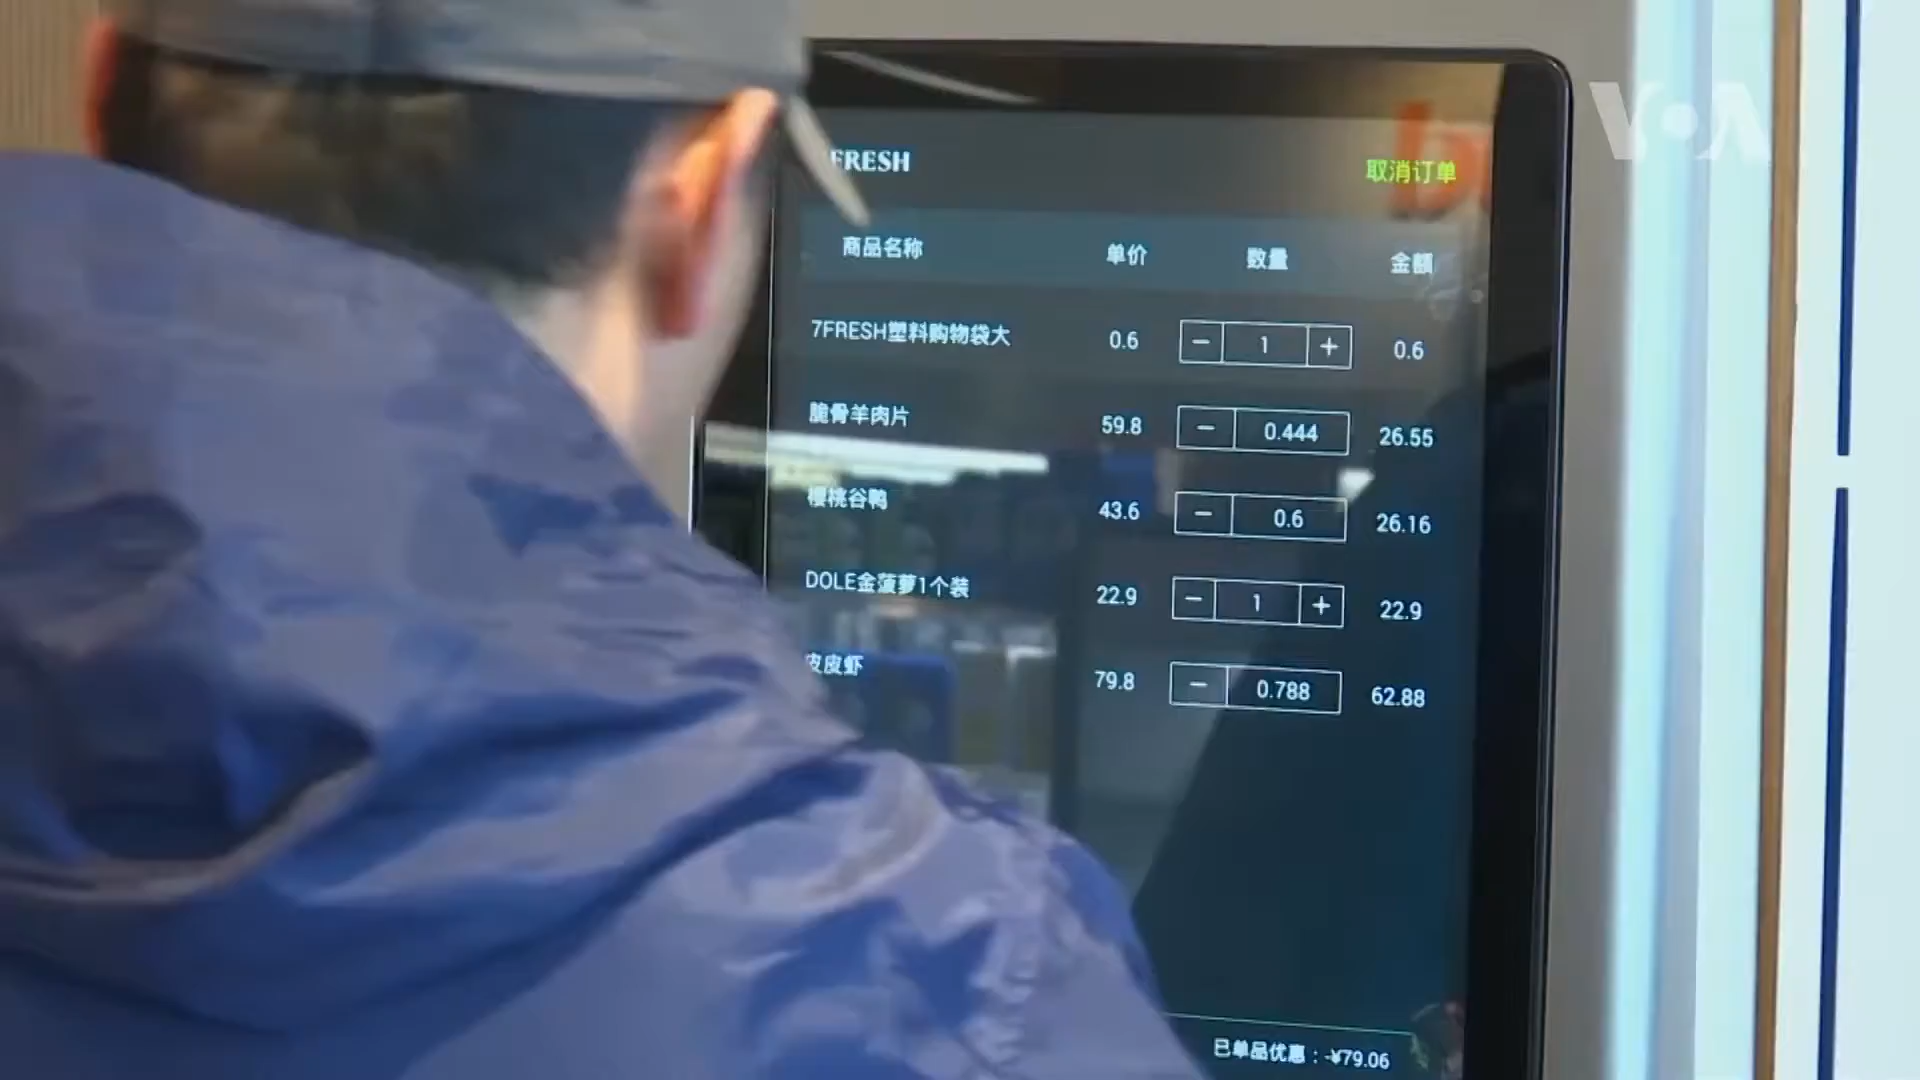 VOA
FRESH
取消订单
商品名称 单价 数量 金额
7FRESH塑料购物袋大 0.6 − 1 + 0.6
脆骨羊肉片 59.8 − 0.444 26.55
樱桃谷鸭 43.6 − 0.6 26.16
DOLE金菠萝1个装 22.9 − 1 + 22.9
皮皮虾 79.8 − 0.788 62.88
已单品优惠：-¥79.06